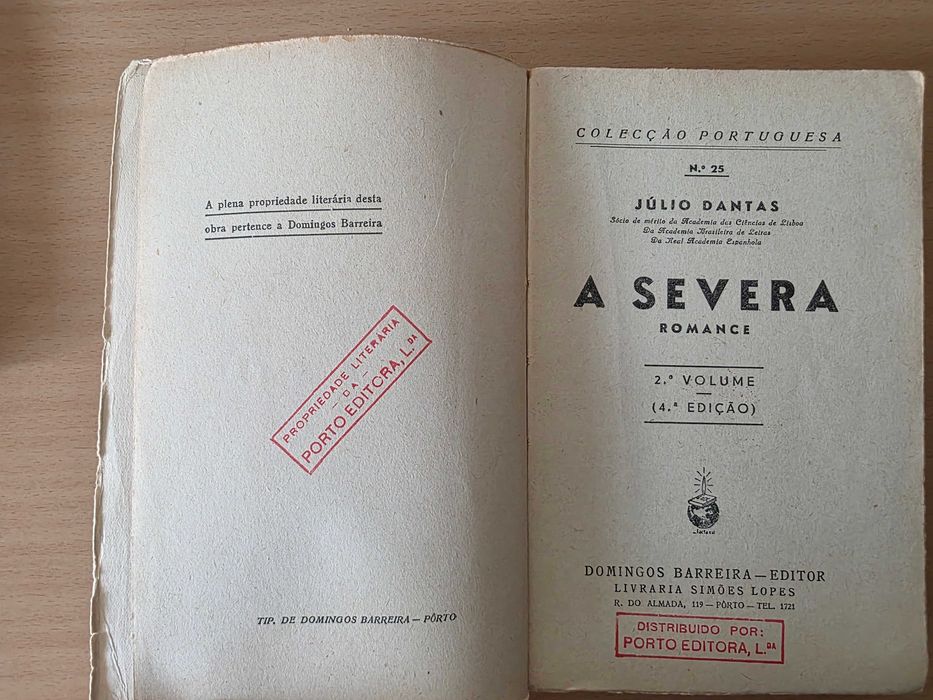 A plena propriedade literária desta
obra pertence a Domingos Barreira
PROPRIEDADE LITERÁRIA
— DA —
PORTO EDITORA, L.DA
TIP. DE DOMINGOS BARREIRA — PÔRTO
COLECÇÃO PORTUGUESA
N.º 25
JÚLIO DANTAS
Sócio de mérito da Academia das Ciências de Lisboa
Da Academia Brasileira de Letras
Da Real Academia Espanhola
A SEVERA
ROMANCE
2.º VOLUME
(4.ª EDIÇÃO)
DOMINGOS BARREIRA — EDITOR
LIVRARIA SIMÕES LOPES
R. DO ALMADA, 119 — PÔRTO — TEL. 1721
DISTRIBUIDO POR:
PORTO EDITORA, L.DA